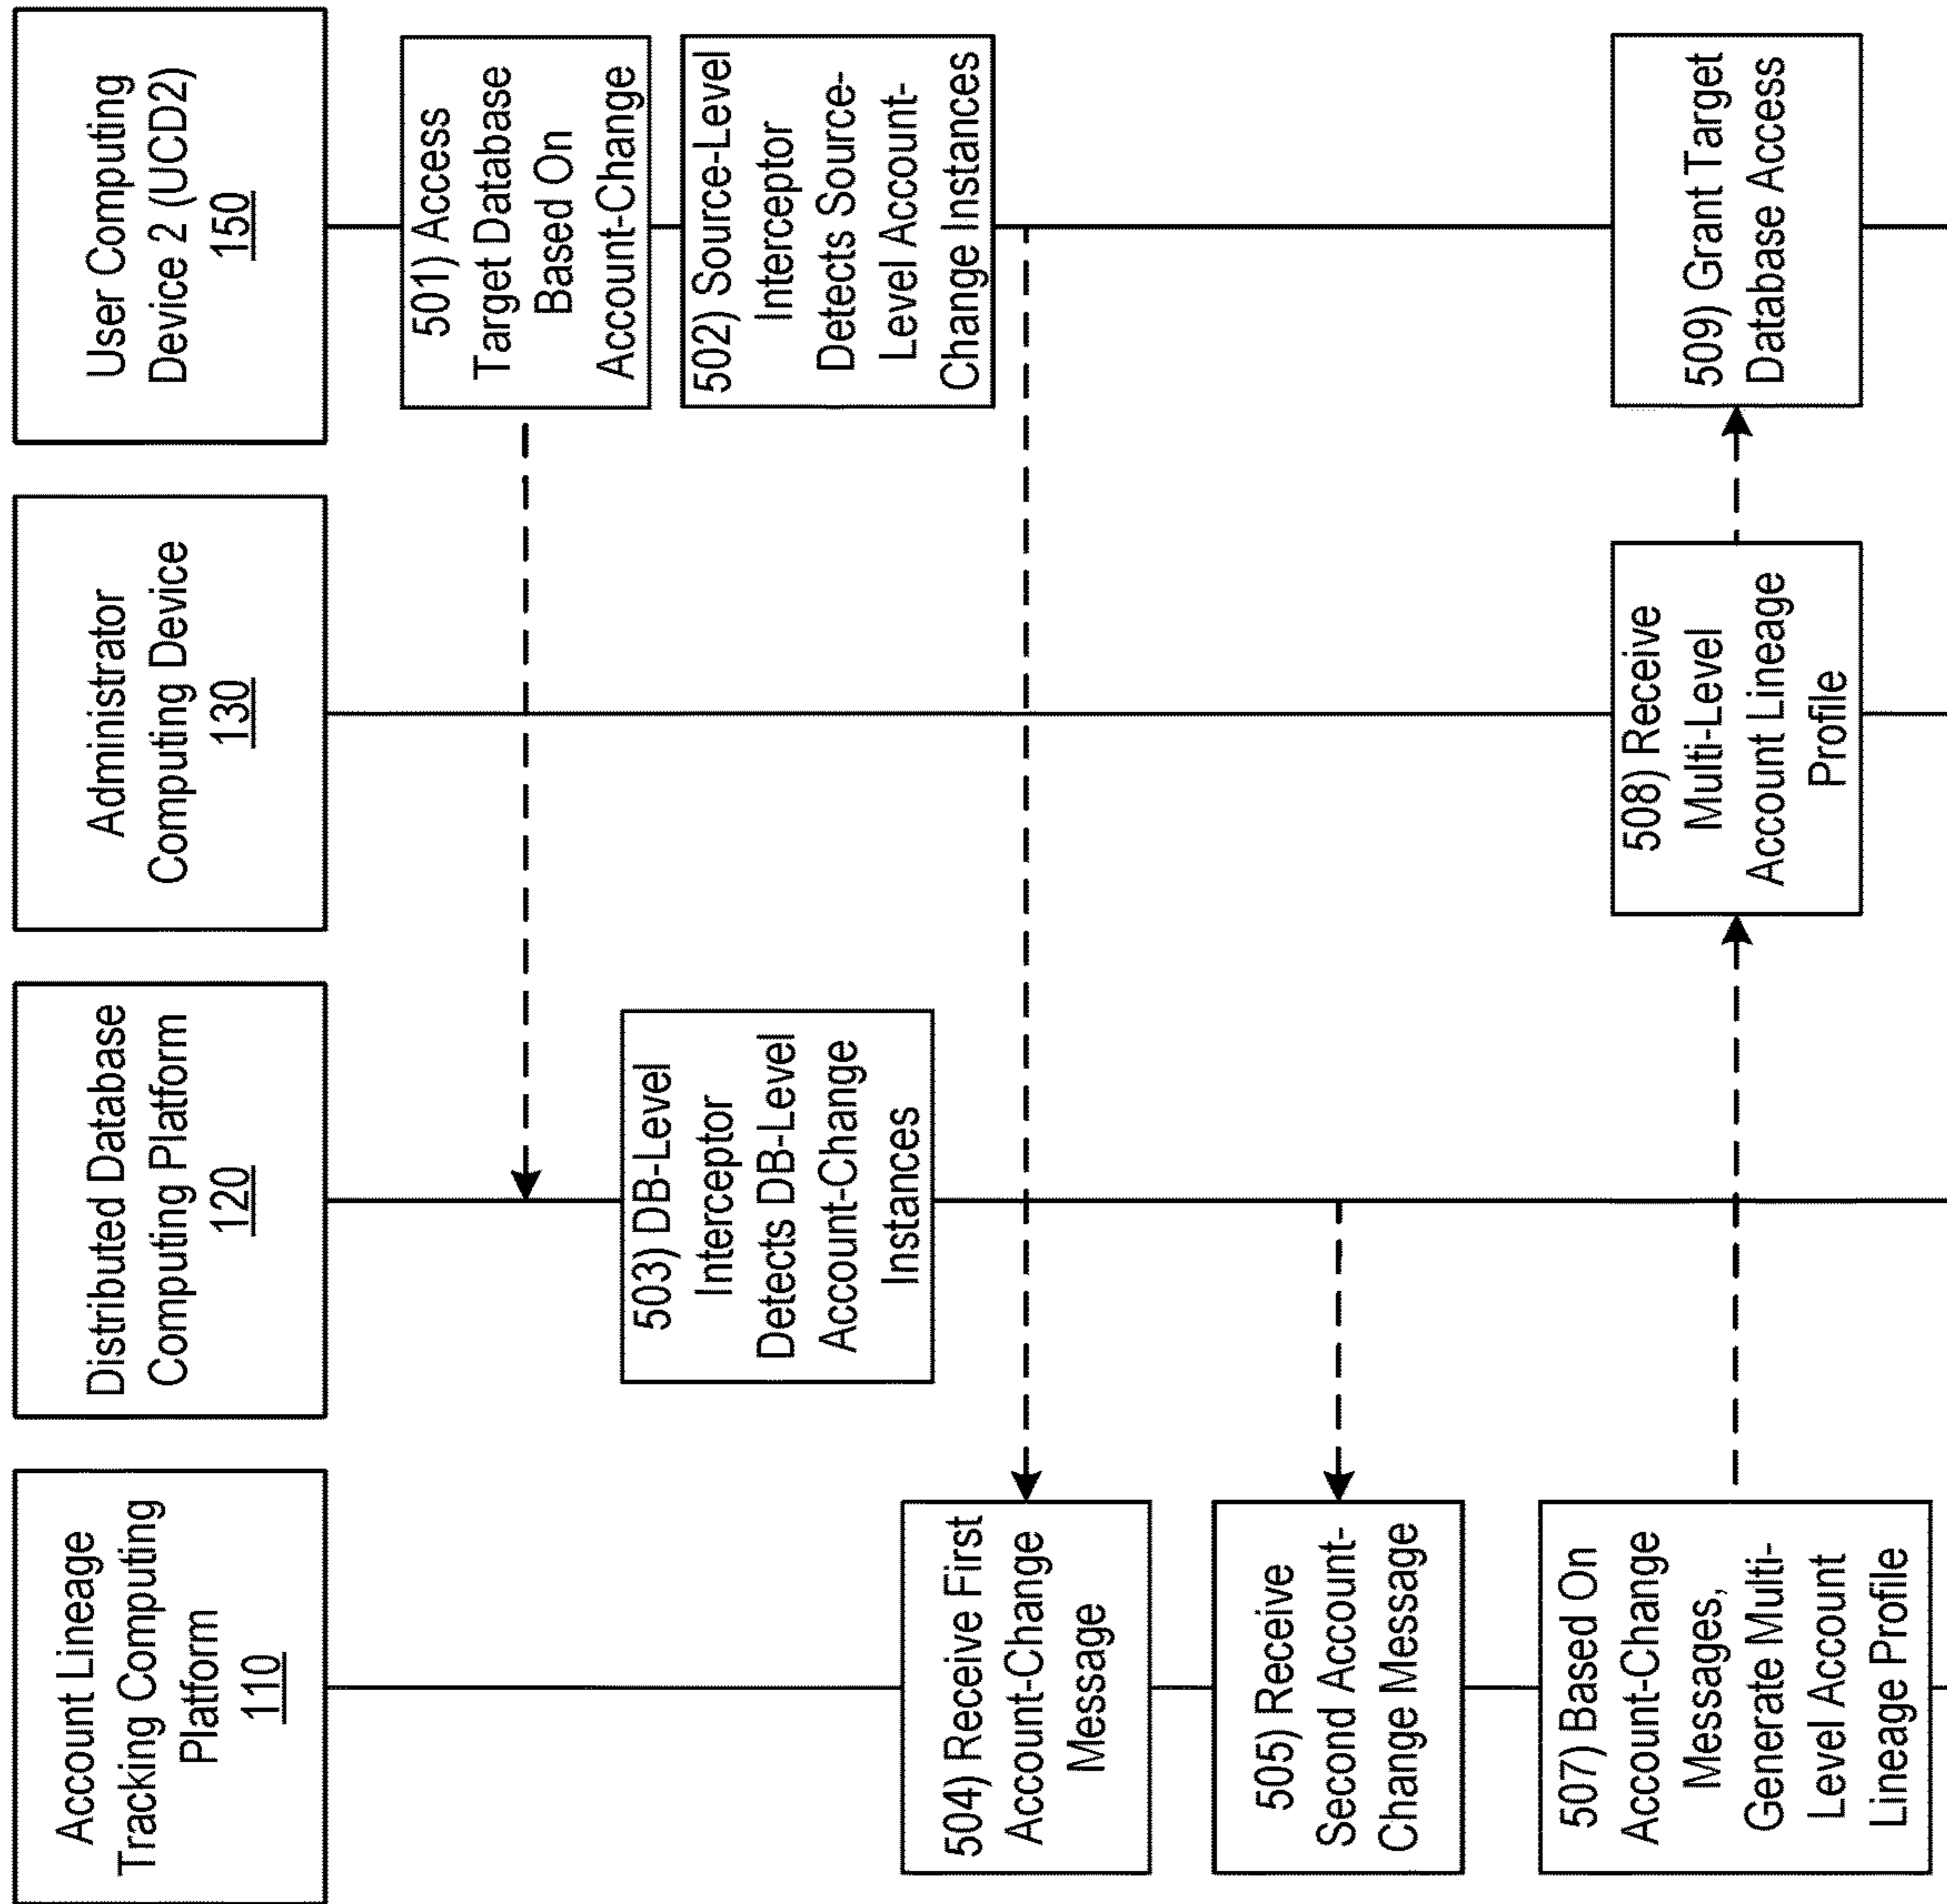 Account Lineage
Tracking Computing
Platform
110
Distributed Database
Computing Platform
120
Administrator
Computing Device
130
User Computing
Device 2 (UCD2)
150
501) Access
Target Database
Based On
Account-Change
502) Source-Level
Interceptor
Detects Source-
Level Account-
Change Instances
503) DB-Level
Interceptor
Detects DB-Level
Account-Change
Instances
504) Receive First
Account-Change
Message
505) Receive
Second Account-
Change Message
507) Based On
Account-Change
Messages,
Generate Multi-
Level Account
Lineage Profile
508) Receive
Multi-Level
Account Lineage
Profile
509) Grant Target
Database Access